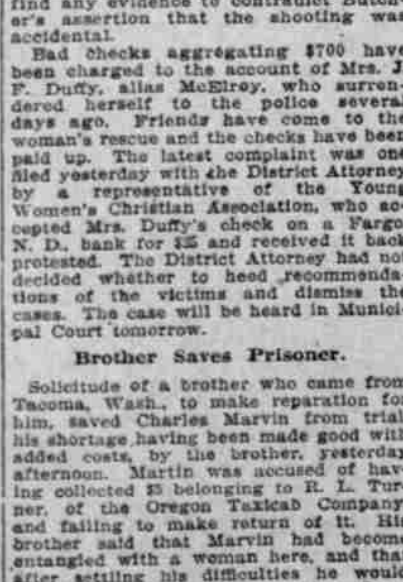 find any evidence to contradict Butch-
er's assertion that the shooting was
accidental.
Bad checks aggregating $700 have
been charged to the account of Mrs. J.
F. Duffy, alias McElroy, who surren-
dered herself to the police several
days ago. Friends have come to the
woman's rescue and the checks have been
paid up. The latest complaint was one
filed yesterday with the District Attorney
by a representative of the Young
Women's Christian Association, who ac-
cepted Mrs. Duffy's check on a Fargo,
N. D., bank for $25 and received it back
protested. The District Attorney had not
decided whether to heed recommenda-
tions of the victims and dismiss the
cases. The case will be heard in Munici-
pal Court tomorrow.
Brother Saves Prisoner.
Solicitude of a brother who came from
Tacoma, Wash., to make reparation for
him, saved Charles Marvin from trial,
his shortage having been made good with
added costs, by the brother, yesterday
afternoon. Martin was accused of hav-
ing collected $5 belonging to R. L. Tur-
ner, of the Oregon Taxicab Company,
and failing to make return of it. His
brother said that Marvin had become
entangled with a woman here, and that
after settling his difficulties he would